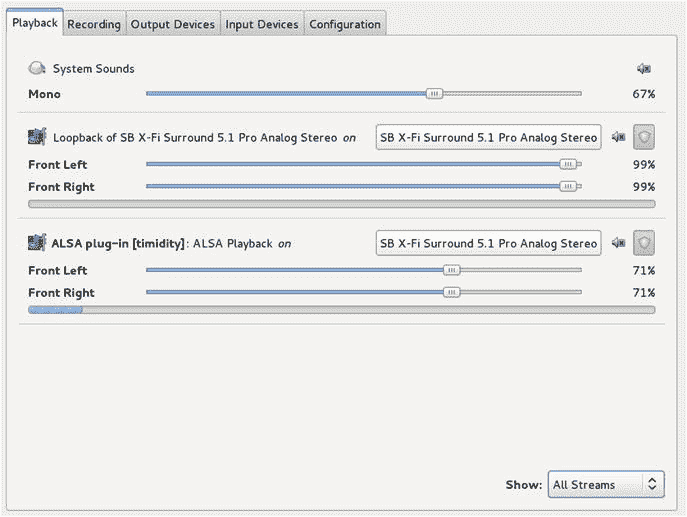 Playback Recording Output Devices Input Devices Configuration
System Sounds
Mono 67%
Loopback of SB X-Fi Surround 5.1 Pro Analog Stereo on SB X-Fi Surround 5.1 Pro Analog Stereo
Front Left 99%
Front Right 99%
ALSA plug-in [timidity]: ALSA Playback on SB X-Fi Surround 5.1 Pro Analog Stereo
Front Left 71%
Front Right 71%
Show: All Streams